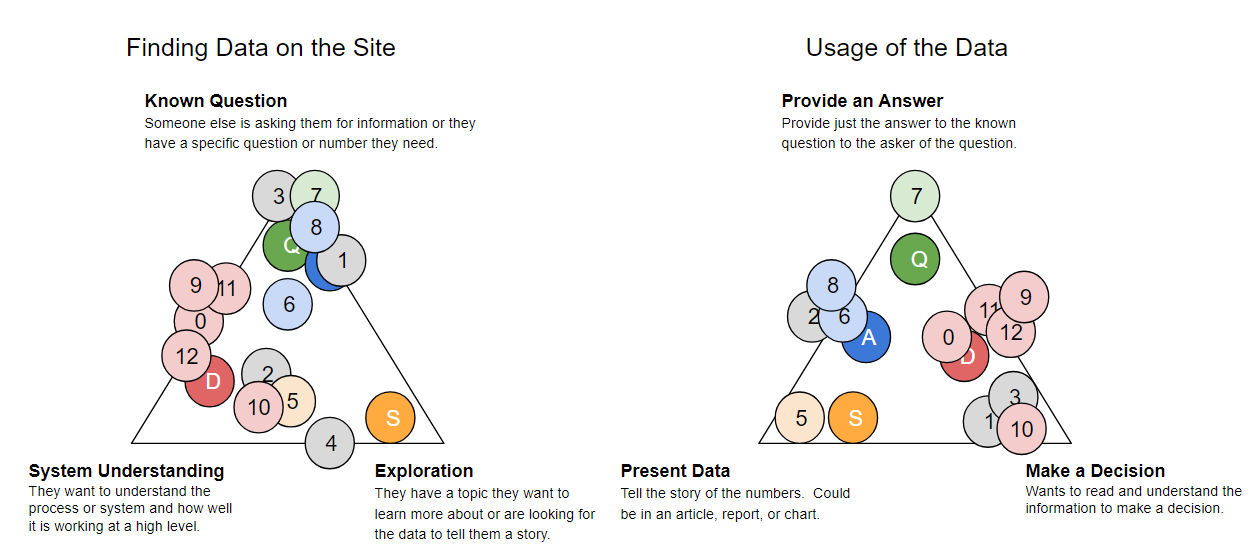 Finding Data on the Site
Known Question
Someone else is asking them for information or they
have a specific question or number they need.
3
7
8
Q
1
9
11
6
0
12
D
2
5
10
S
4
System Understanding
They want to understand the
process or system and how well
it is working at a high level.
Exploration
They have a topic they want to
learn more about or are looking for
the data to tell them a story.
Usage of the Data
Provide an Answer
Provide just the answer to the known
question to the asker of the question.
7
Q
8
2
6
A
9
11
12
0
D
5
S
3
1
10
Present Data
Tell the story of the numbers.  Could
be in an article, report, or chart.
Make a Decision
Wants to read and understand the
information to make a decision.